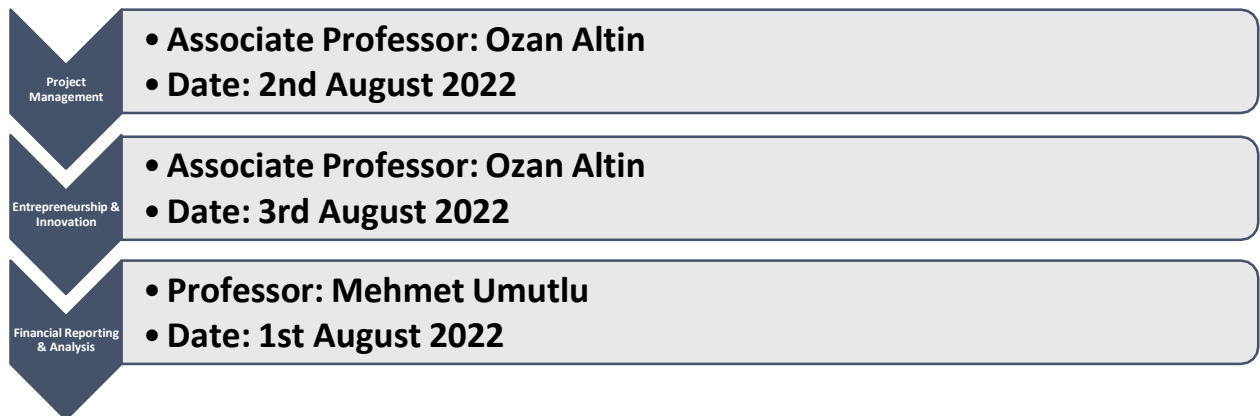 Project
Management
• Associate Professor: Ozan Altin
• Date: 2nd August 2022
Entrepreneurship &
Innovation
• Associate Professor: Ozan Altin
• Date: 3rd August 2022
Financial Reporting
& Analysis
• Professor: Mehmet Umutlu
• Date: 1st August 2022